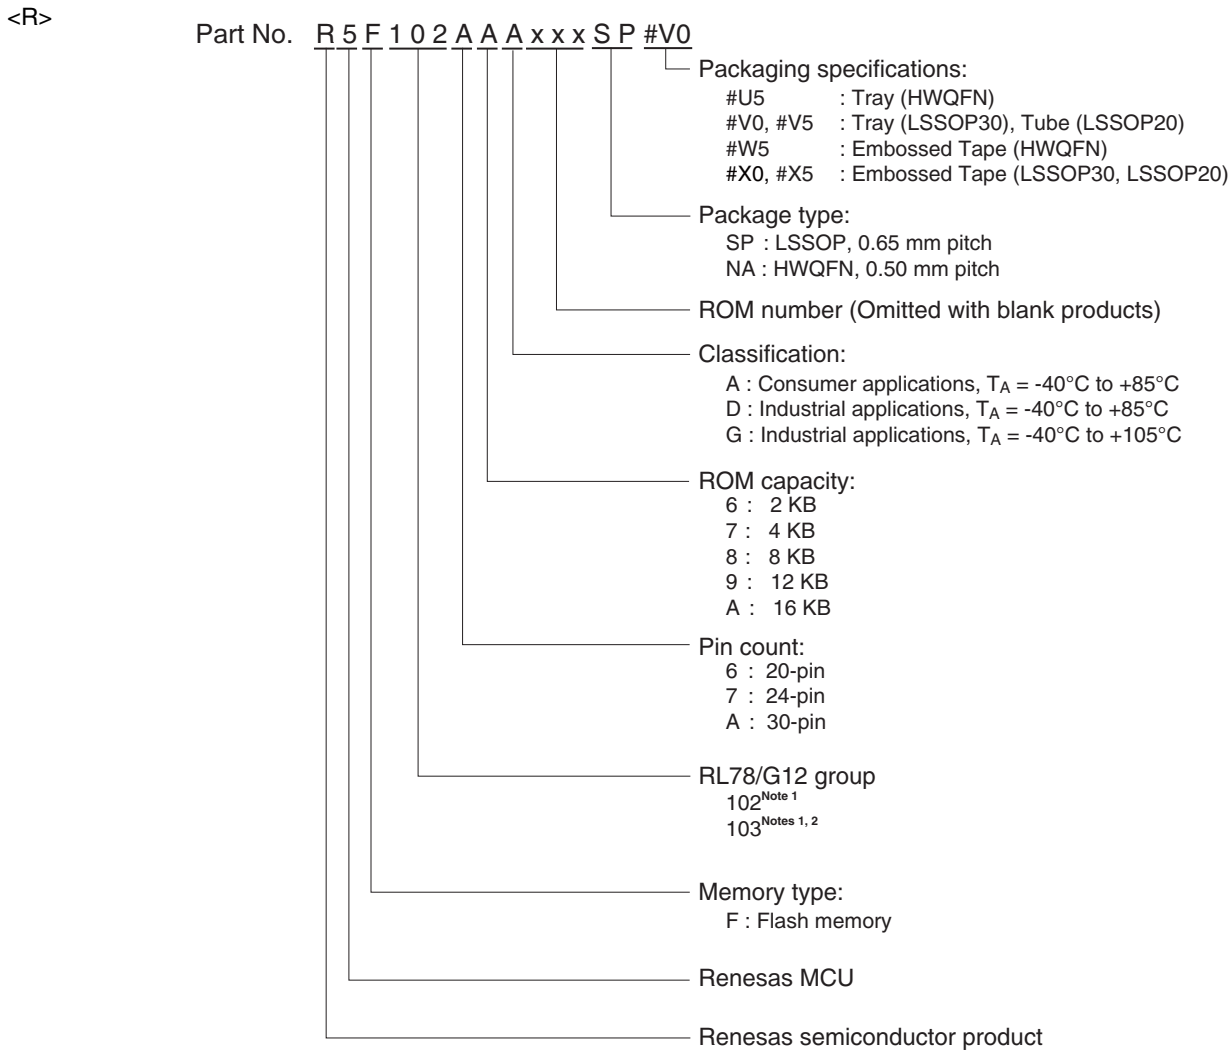 <R>
Part No. R 5 F 1 0 2 A A A x x x S P #V0
Packaging specifications:
#U5 : Tray (HWQFN)
#V0, #V5 : Tray (LSSOP30), Tube (LSSOP20)
#W5 : Embossed Tape (HWQFN)
#X0, #X5 : Embossed Tape (LSSOP30, LSSOP20)
Package type:
SP : LSSOP, 0.65 mm pitch
NA : HWQFN, 0.50 mm pitch
ROM number (Omitted with blank products)
Classification:
A : Consumer applications, TA = -40°C to +85°C
D : Industrial applications, TA = -40°C to +85°C
G : Industrial applications, TA = -40°C to +105°C
ROM capacity:
6 : 2 KB
7 : 4 KB
8 : 8 KB
9 : 12 KB
A : 16 KB
Pin count:
6 : 20-pin
7 : 24-pin
A : 30-pin
RL78/G12 group
102Note 1
103Notes 1, 2
Memory type:
F : Flash memory
Renesas MCU
Renesas semiconductor product